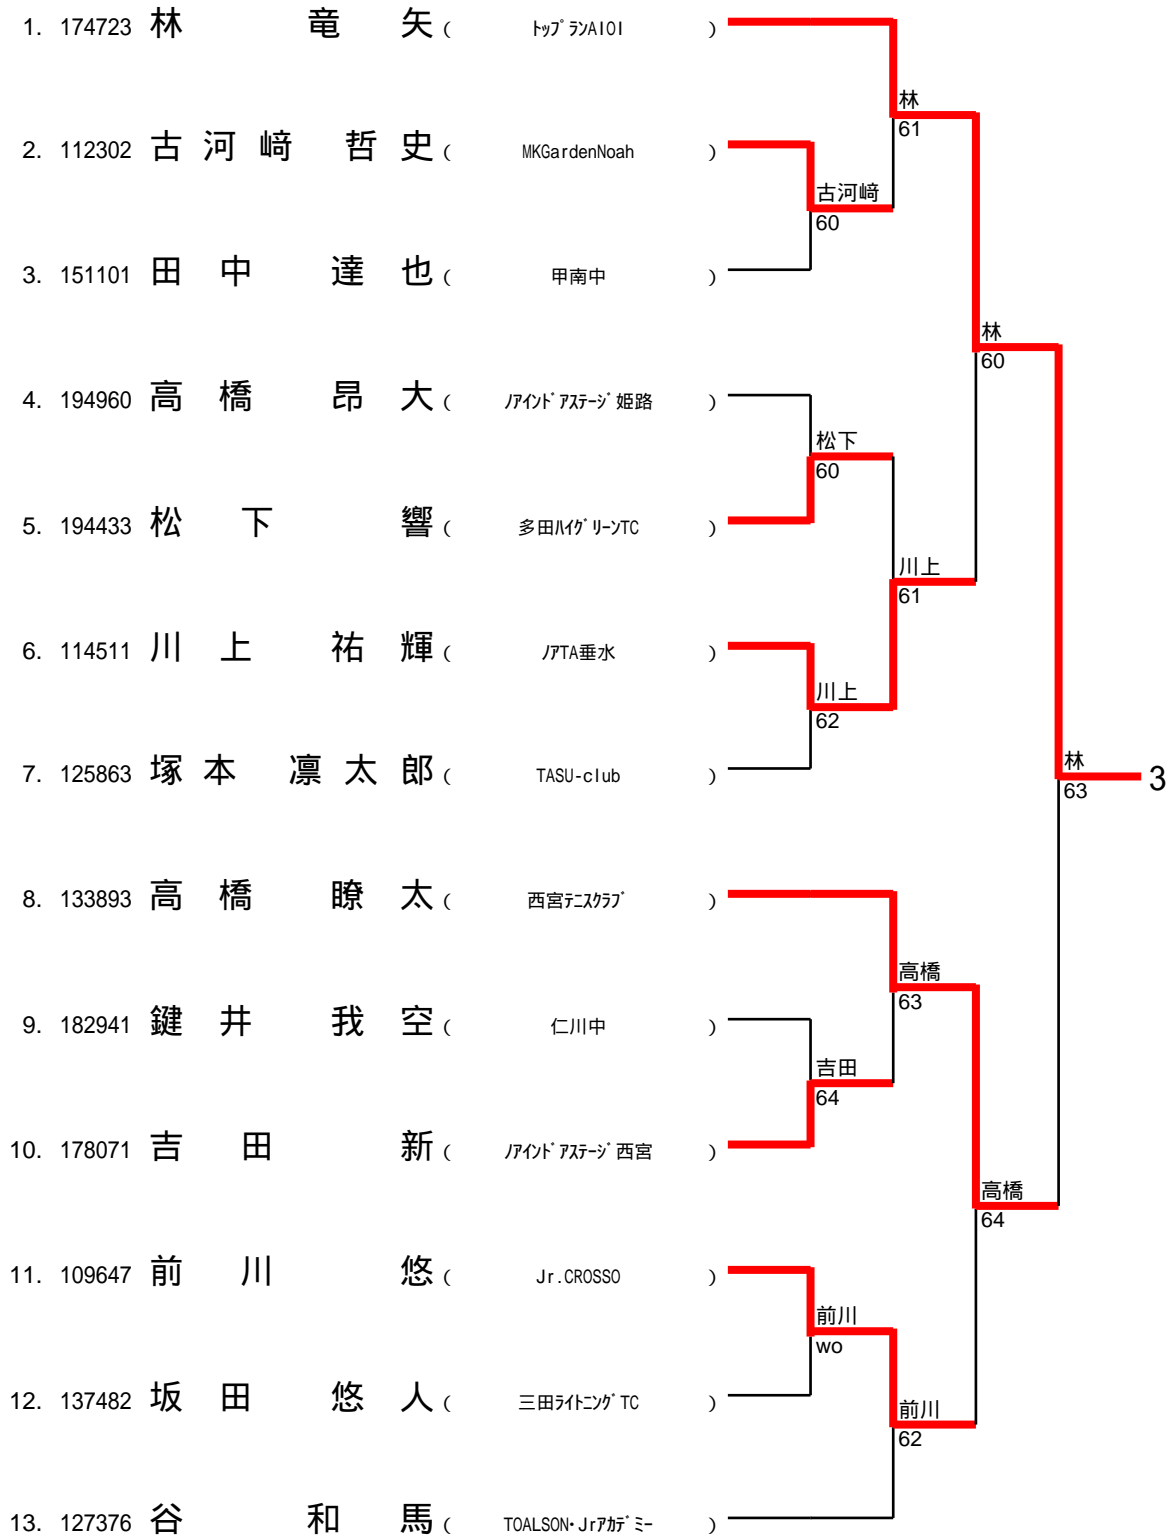 1. 174723 林 竜 矢 ( トップランAIOI )
林
61
2. 112302 古 河 﨑 哲 史 ( MKGardenNoah )
古河﨑
60
3. 151101 田 中 達 也 ( 甲南中 )
林
60
4. 194960 高 橋 昂 大 ( ノアインドアステージ姫路 )
松下
60
5. 194433 松 下 響 ( 多田ハイグリーンTC )
川上
61
6. 114511 川 上 祐 輝 ( ノアTA垂水 )
川上
62
7. 125863 塚 本 凛 太 郎 ( TASU-club )
林
63
3
8. 133893 高 橋 瞭 太 ( 西宮テニスクラブ )
高橋
63
9. 182941 鍵 井 我 空 ( 仁川中 )
吉田
64
10. 178071 吉 田 新 ( ノアインドアステージ西宮 )
高橋
64
11. 109647 前 川 悠 ( Jr.CROSSO )
前川
wo
12. 137482 坂 田 悠 人 ( 三田ライトニングTC )
前川
62
13. 127376 谷 和 馬 ( TOALSON・Jrアカデミー )